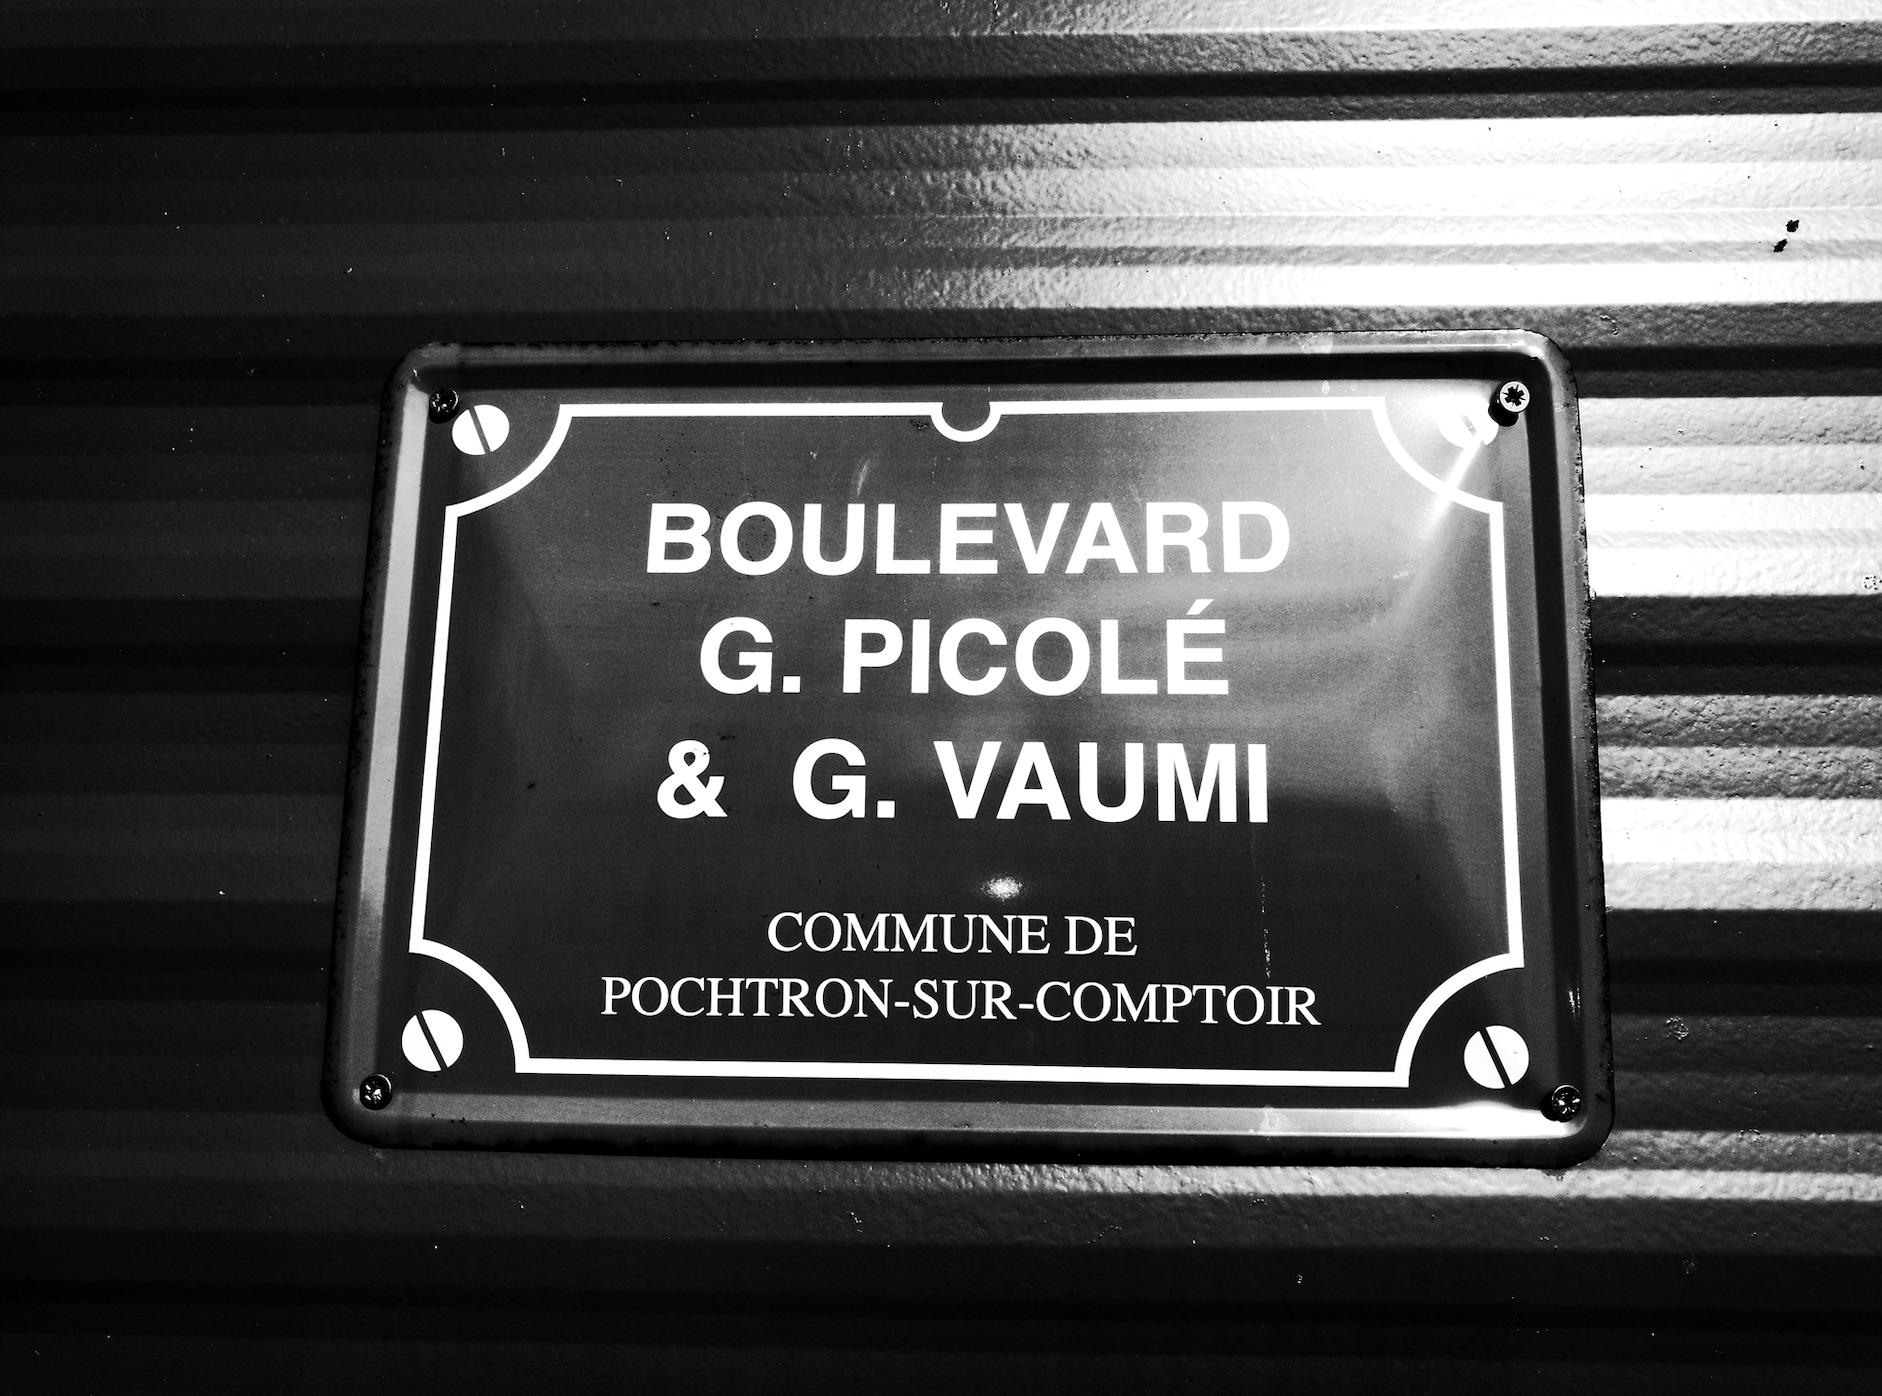 BOULEVARD
G. PICOLÉ
& G. VAUMI
COMMUNE DE
POCHTRON-SUR-COMPTOIR